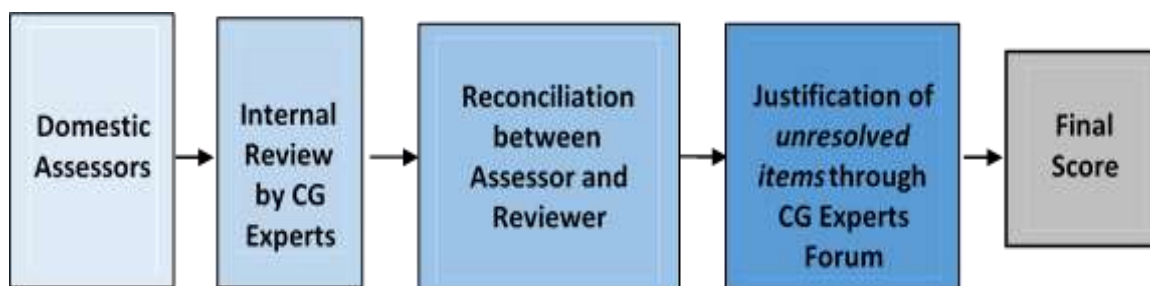 Domestic
Assessors
Internal
Review
by CG
Experts
Reconciliation
between
Assessor and
Reviewer
Justification of
unresolved
items through
CG Experts
Forum
Final
Score